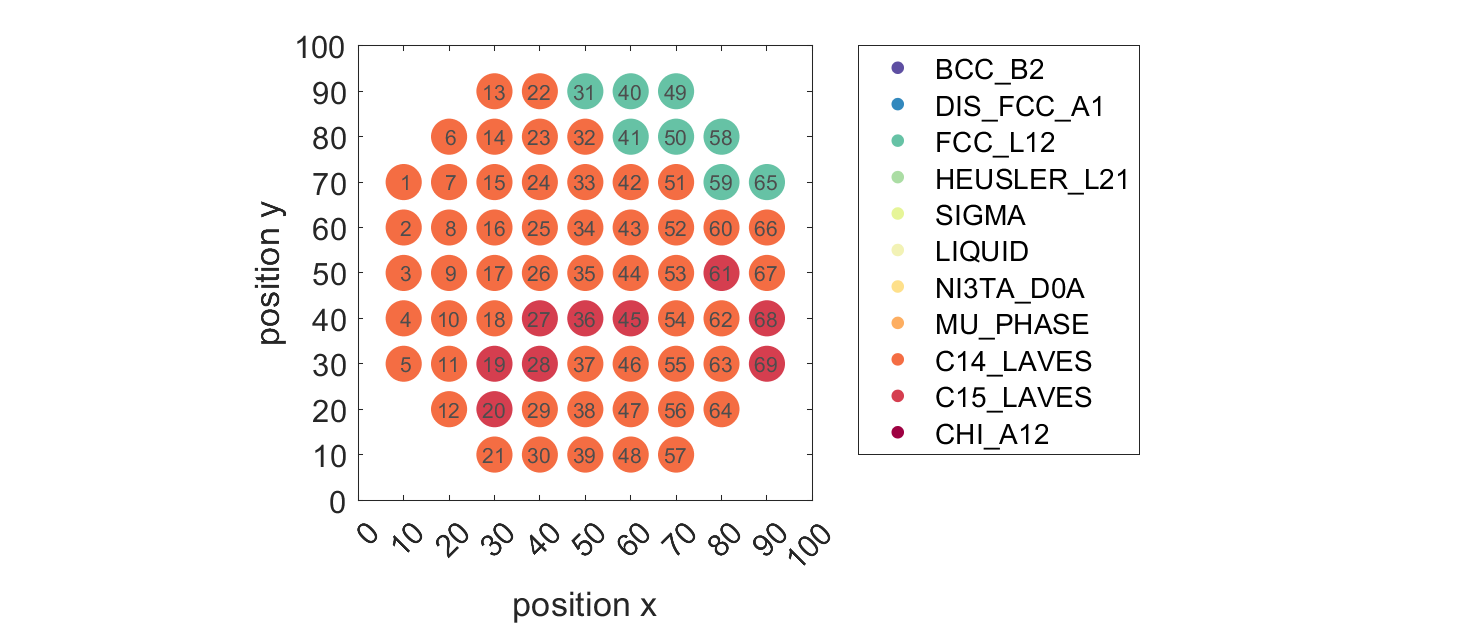 100
90
80
70
60
50
40
30
20
10
0
position y
13 22 31 40 49
6 14 23 32 41 50 58
1 7 15 24 33 42 51 59 65
2 8 16 25 34 43 52 60 66
3 9 17 26 35 44 53 61 67
4 10 18 27 36 45 54 62 68
5 11 19 28 37 46 55 63 69
12 20 29 38 47 56 64
21 30 39 48 57
0 10 20 30 40 50 60 70 80 90 100
position x
BCC_B2
DIS_FCC_A1
FCC_L12
HEUSLER_L21
SIGMA
LIQUID
NI3TA_D0A
MU_PHASE
C14_LAVES
C15_LAVES
CHI_A12